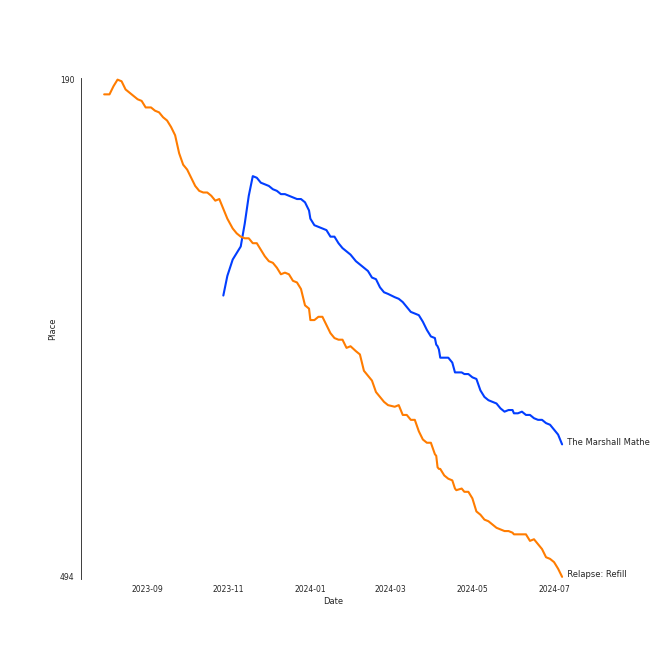 190
Place
The Marshall Mathe
Relapse: Refill
494
2023-09 2023-11 2024-01 2024-03 2024-05 2024-07
Date